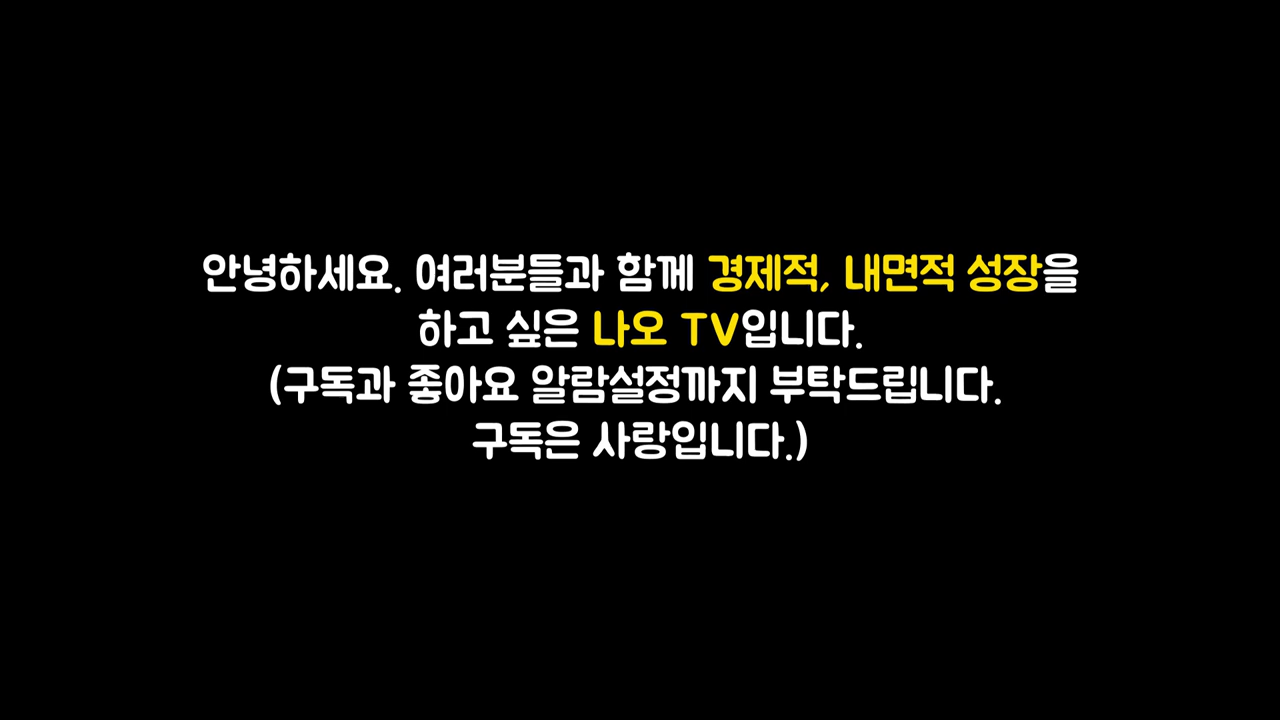 안녕하세요. 여러분들과 함께 경제적, 내면적 성장을
하고 싶은 나오 TV입니다.
(구독과 좋아요 알람설정까지 부탁드립니다.
구독은 사랑입니다.)